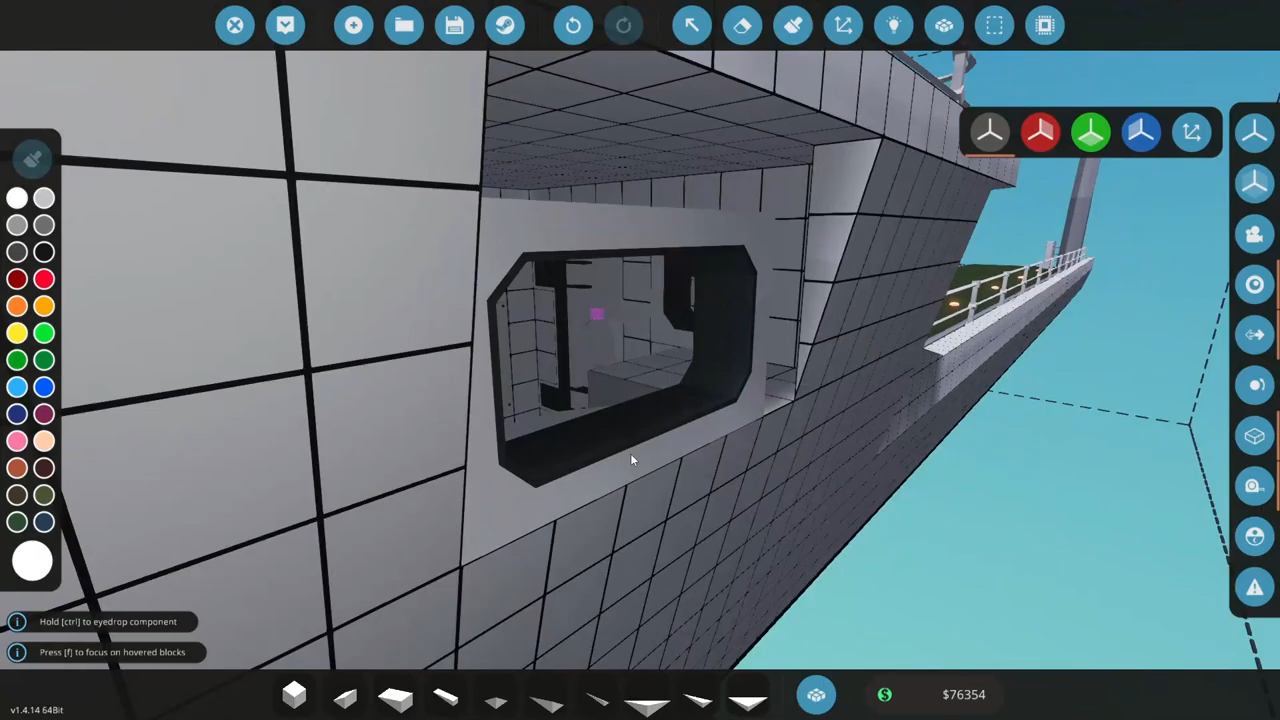 Hold [ctrl] to eyedrop component
Press [f] to focus on hovered blocks
v1.4.14 64Bit
$ $76354